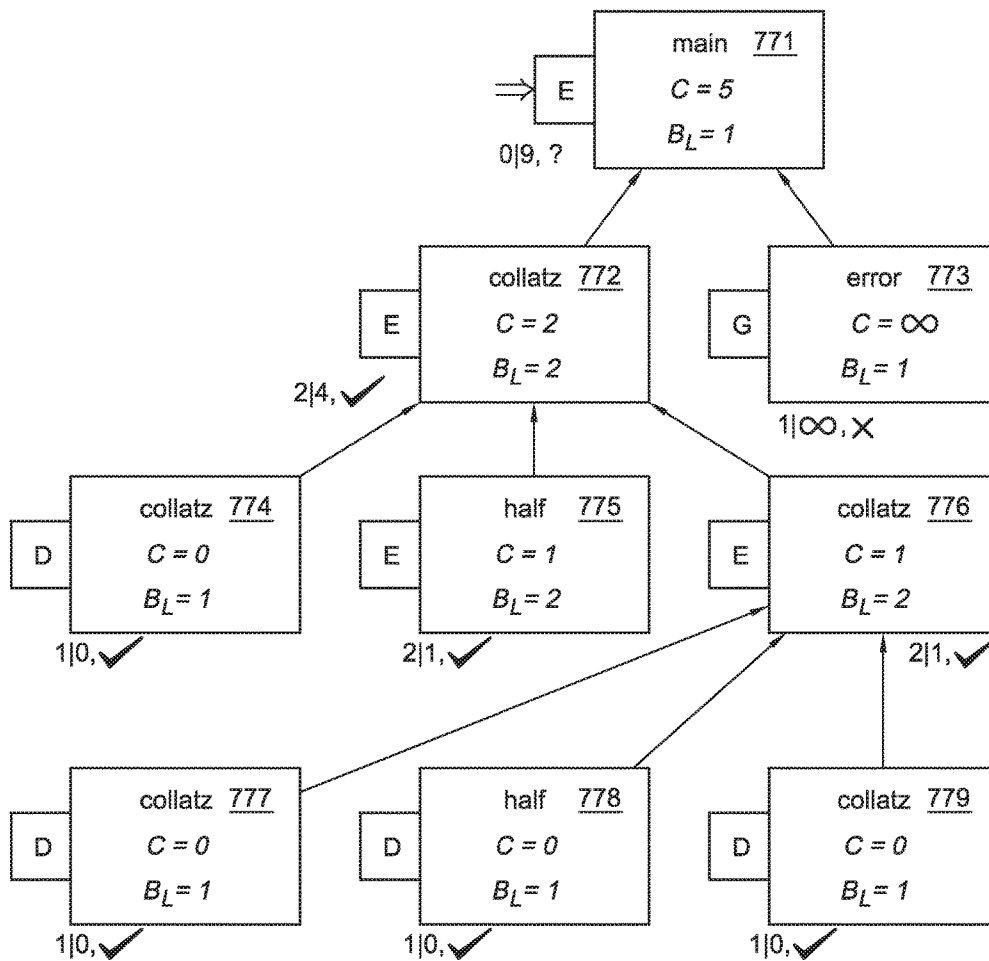 main 771
E
C = 5
B_L = 1
0|9, ?
collatz 772
E
C = 2
B_L = 2
2|4, ✓
error 773
G
C = ∞
B_L = 1
1|∞, ×
collatz 774
D
C = 0
B_L = 1
1|0, ✓
half 775
E
C = 1
B_L = 2
2|1, ✓
collatz 776
E
C = 1
B_L = 2
2|1, ✓
collatz 777
D
C = 0
B_L = 1
1|0, ✓
half 778
D
C = 0
B_L = 1
1|0, ✓
collatz 779
D
C = 0
B_L = 1
1|0, ✓